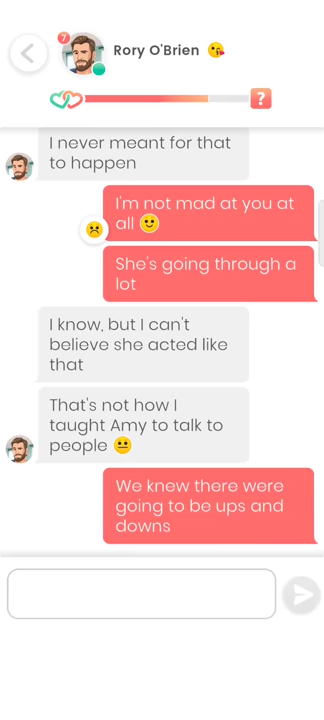 7
Rory O'Brien 😘
?
I never meant for that
to happen
I'm not mad at you at
all 🙂
She's going through a
lot
I know, but I can't
believe she acted like
that
That's not how I
taught Amy to talk to
people 😐
We knew there were
going to be ups and
downs